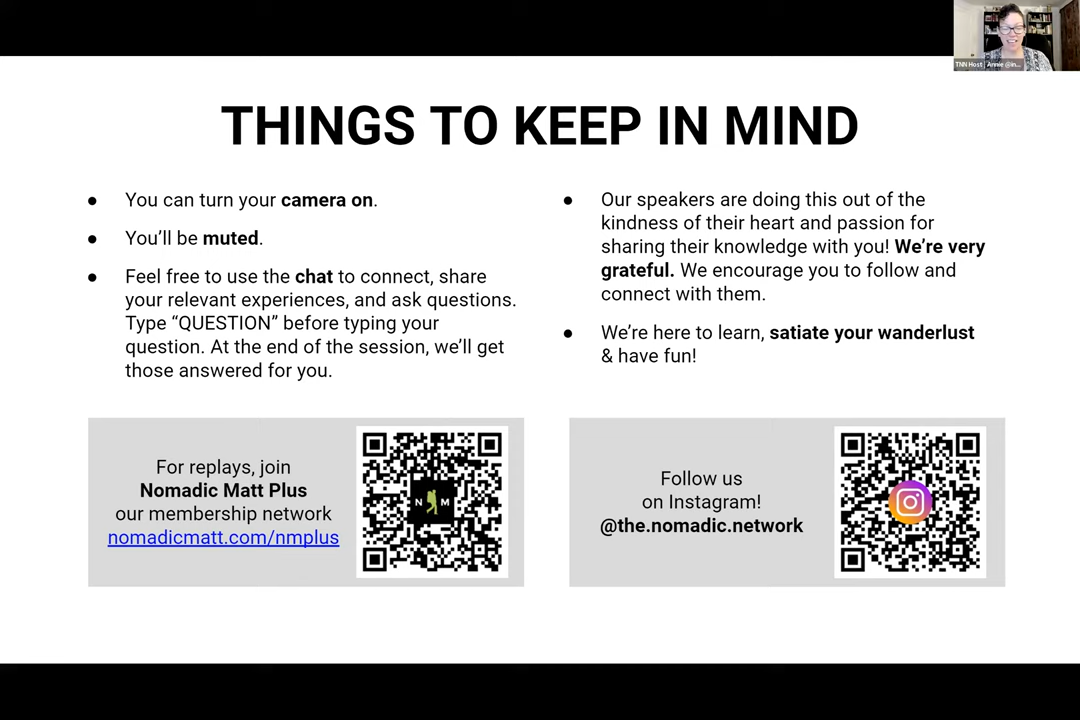 TNN Host | Annie @in...
THINGS TO KEEP IN MIND
● You can turn your camera on.
● You’ll be muted.
● Feel free to use the chat to connect, share
your relevant experiences, and ask questions.
Type “QUESTION” before typing your
question. At the end of the session, we’ll get
those answered for you.
● Our speakers are doing this out of the
kindness of their heart and passion for
sharing their knowledge with you! We’re very
grateful. We encourage you to follow and
connect with them.
● We’re here to learn, satiate your wanderlust
& have fun!
For replays, join
Nomadic Matt Plus
our membership network
nomadicmatt.com/nmplus
N M
Follow us
on Instagram!
@the.nomadic.network